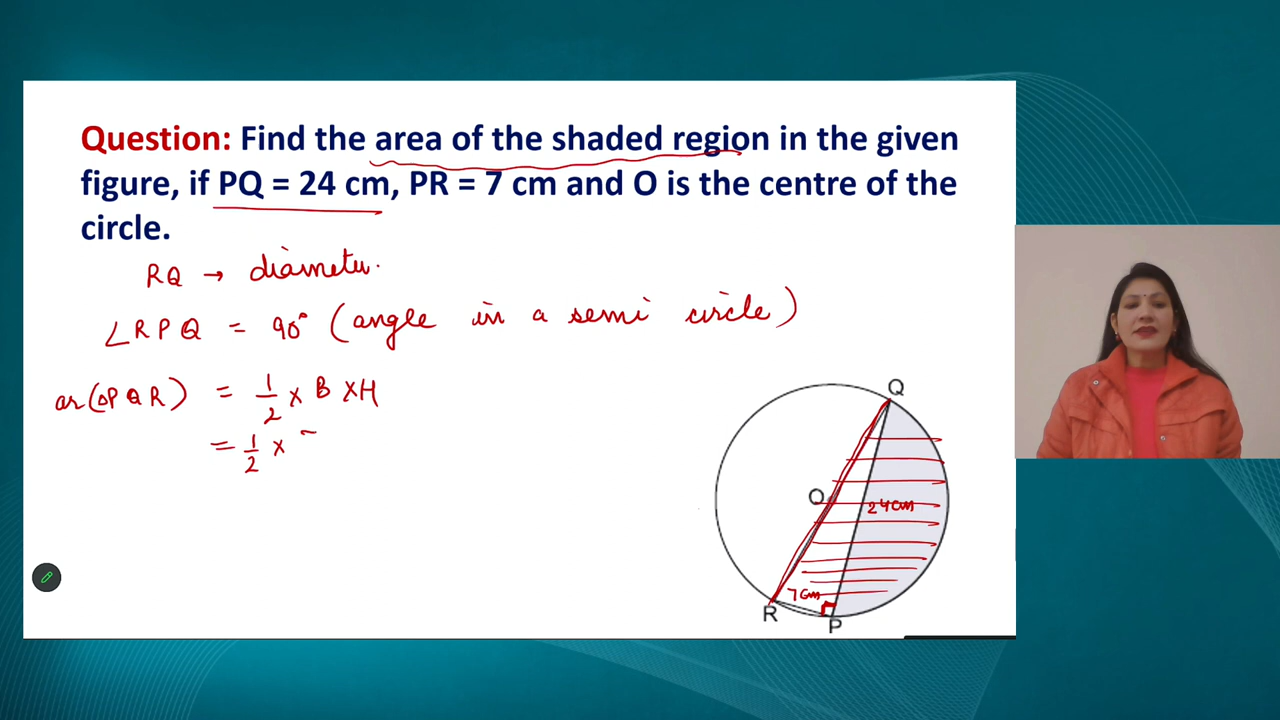 Question: Find the area of the shaded region in the given
figure, if PQ = 24 cm, PR = 7 cm and O is the centre of the
circle.
RQ → diameter.
∠RPQ = 90° (angle in a semi circle)
ar(△PQR) = 1/2 × B × H
= 1/2 ×
Q
O
24cm
7cm
R
P